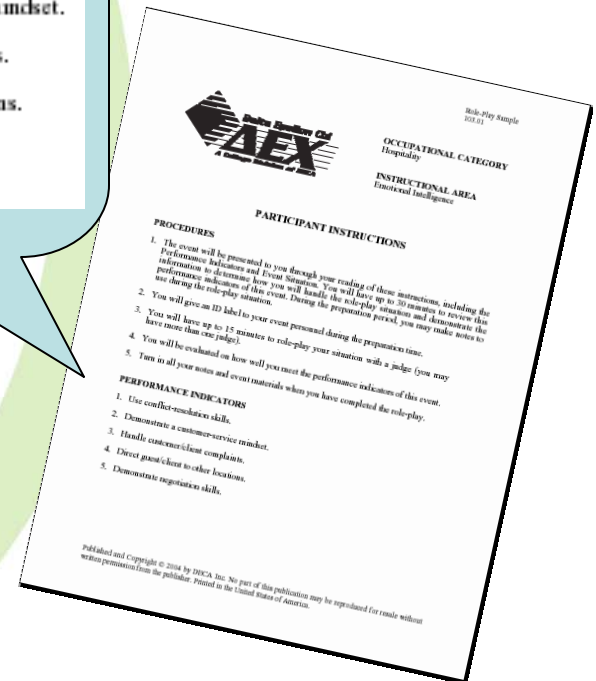 mindset.
s.
ns.
Role-Play Sample
103.01
Delta Epsilon Chi
ΔEX
A College Division of DECA
OCCUPATIONAL CATEGORY
Hospitality
INSTRUCTIONAL AREA
Emotional Intelligence
PARTICIPANT INSTRUCTIONS
PROCEDURES
1. The event will be presented to you through your reading of these instructions, including the
Performance Indicators and Event Situation. You will have up to 30 minutes to review this
information to determine how you will handle the role-play situation and demonstrate the
performance indicators of this event. During the preparation period, you may make notes to
use during the role-play situation.
2. You will give an ID label to your event personnel during the preparation time.
3. You will have up to 15 minutes to role-play your situation with a judge (you may
have more than one judge).
4. You will be evaluated on how well you meet the performance indicators of this event.
5. Turn in all your notes and event materials when you have completed the role-play.
PERFORMANCE INDICATORS
1. Use conflict-resolution skills.
2. Demonstrate a customer-service mindset.
3. Handle customer/client complaints.
4. Direct guest/client to other locations.
5. Demonstrate negotiation skills.
Published and Copyright © 2004 by DECA Inc. No part of this publication may be reproduced for resale without
written permission from the publisher. Printed in the United States of America.